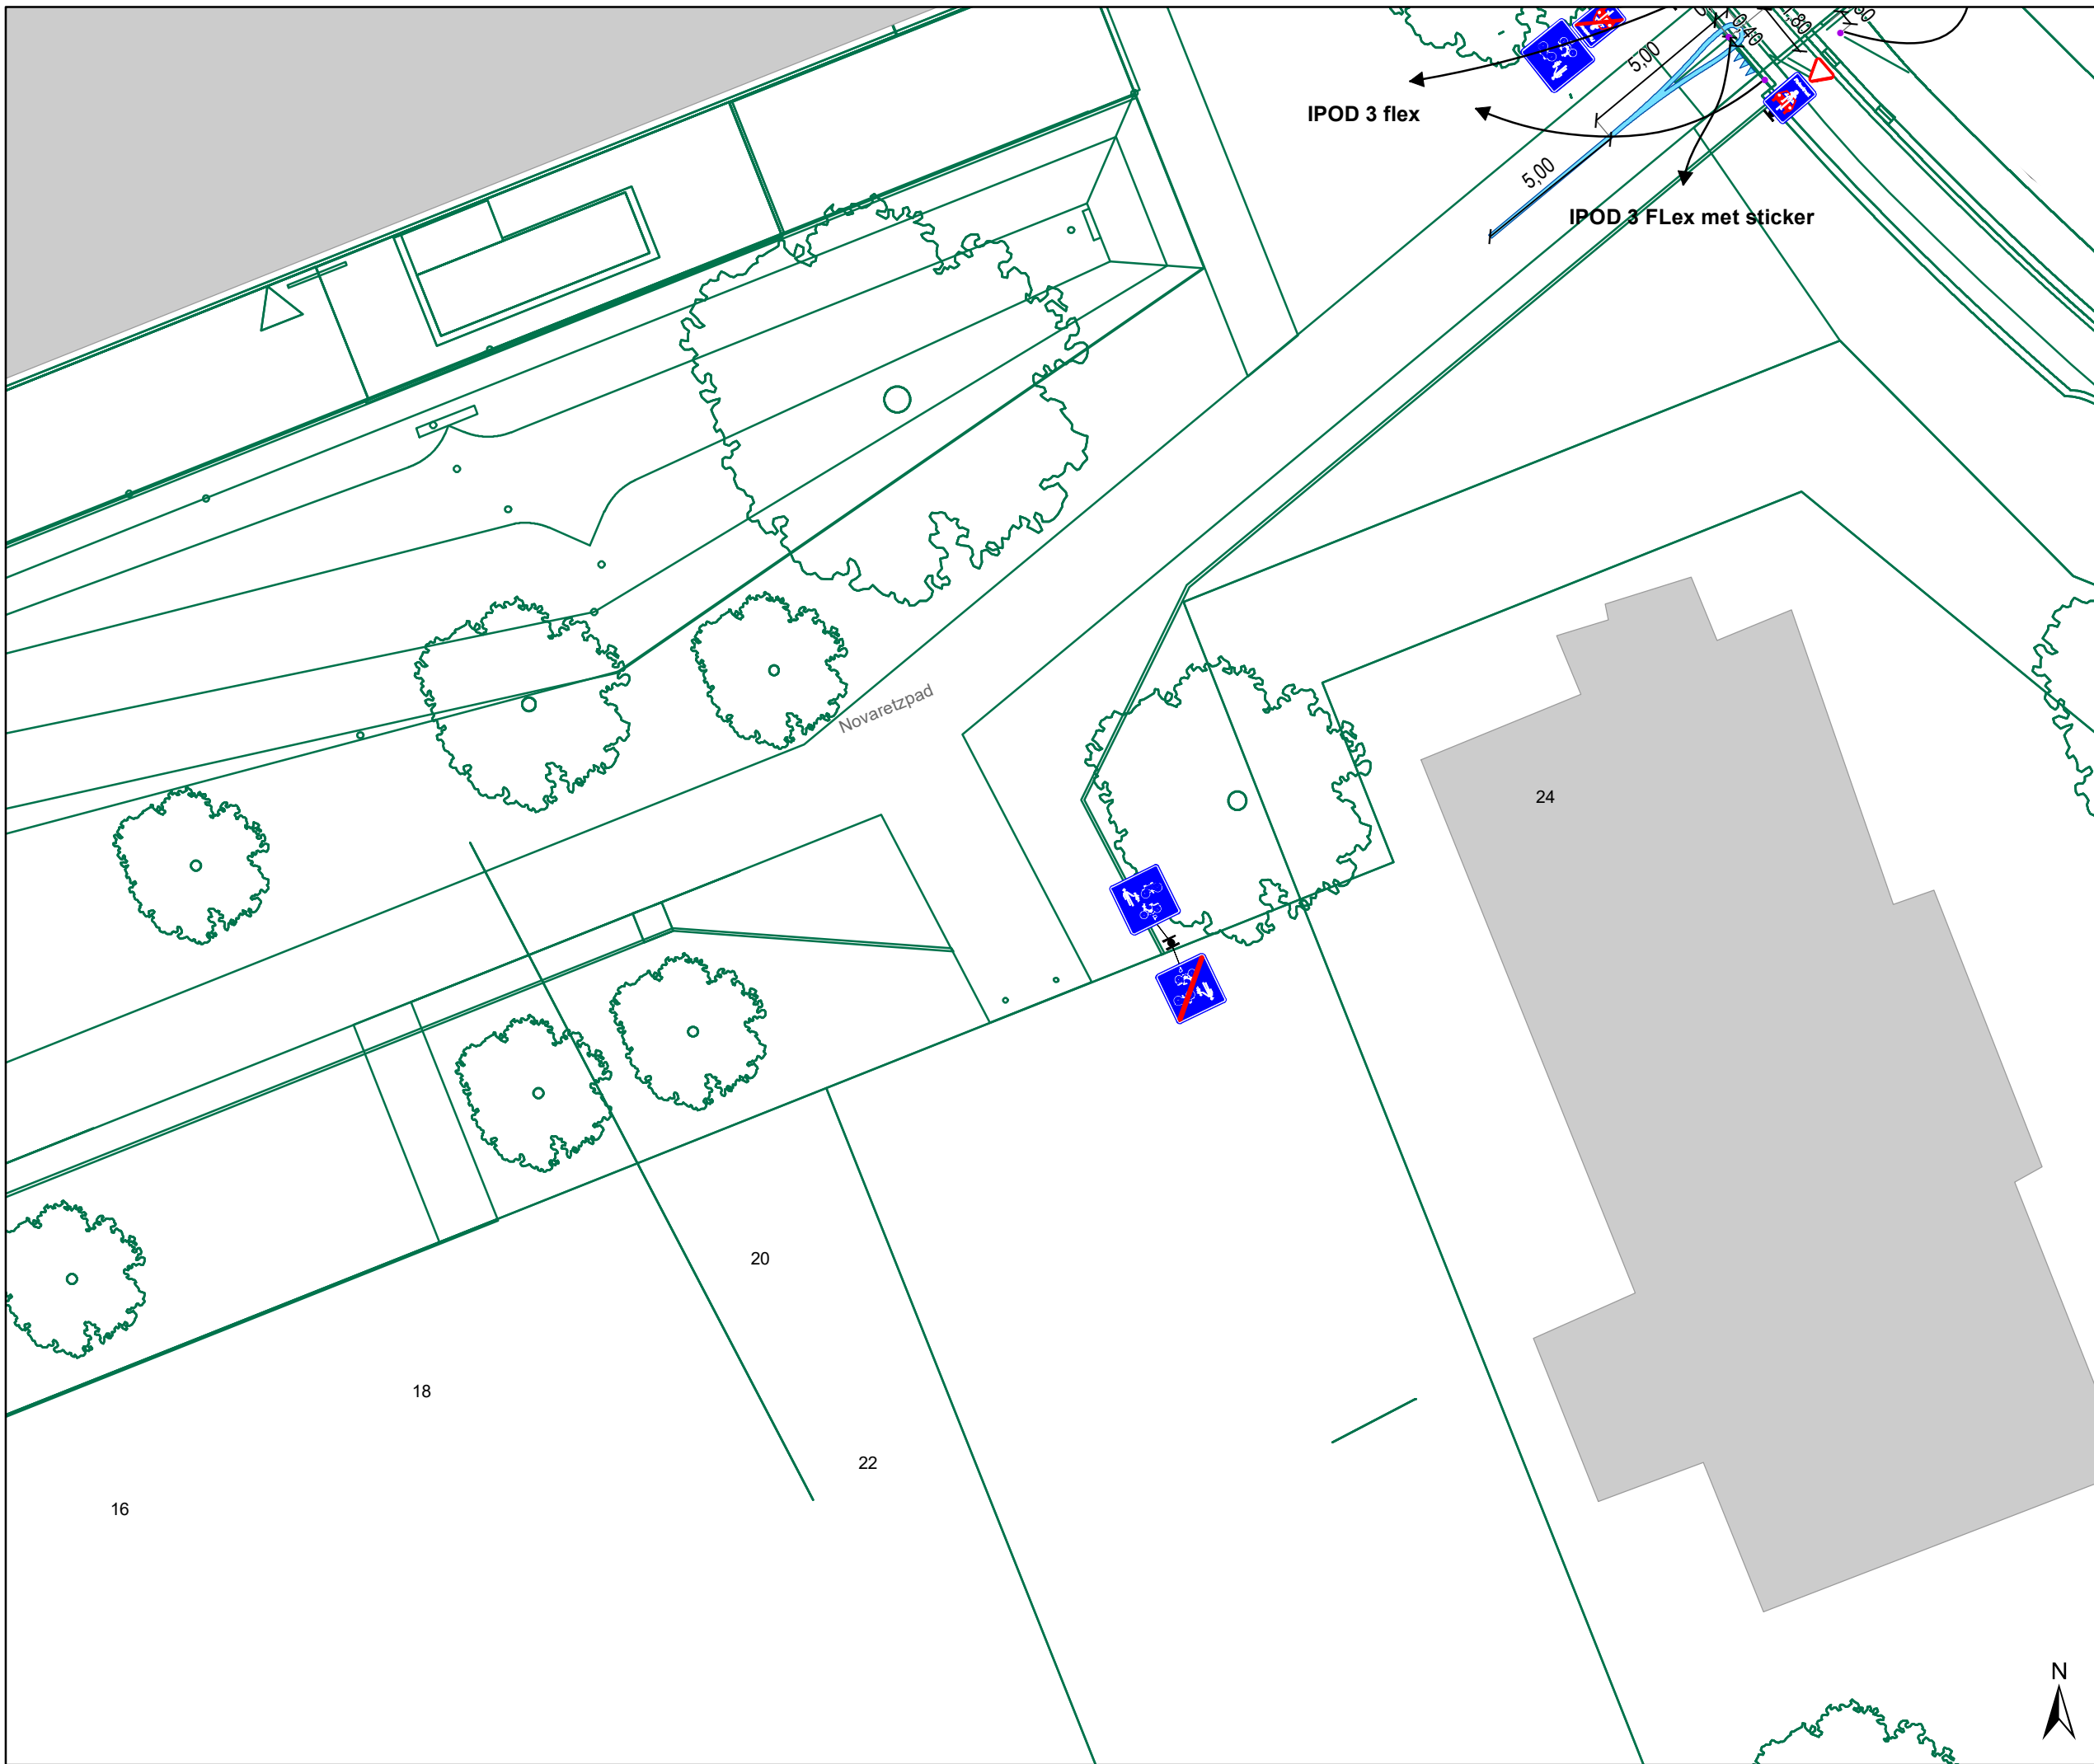 5,00
1,80
IPOD 3 flex
5,00
IPOD 3 FLex met sticker
Novaretzpad
24
20
18
22
16
N